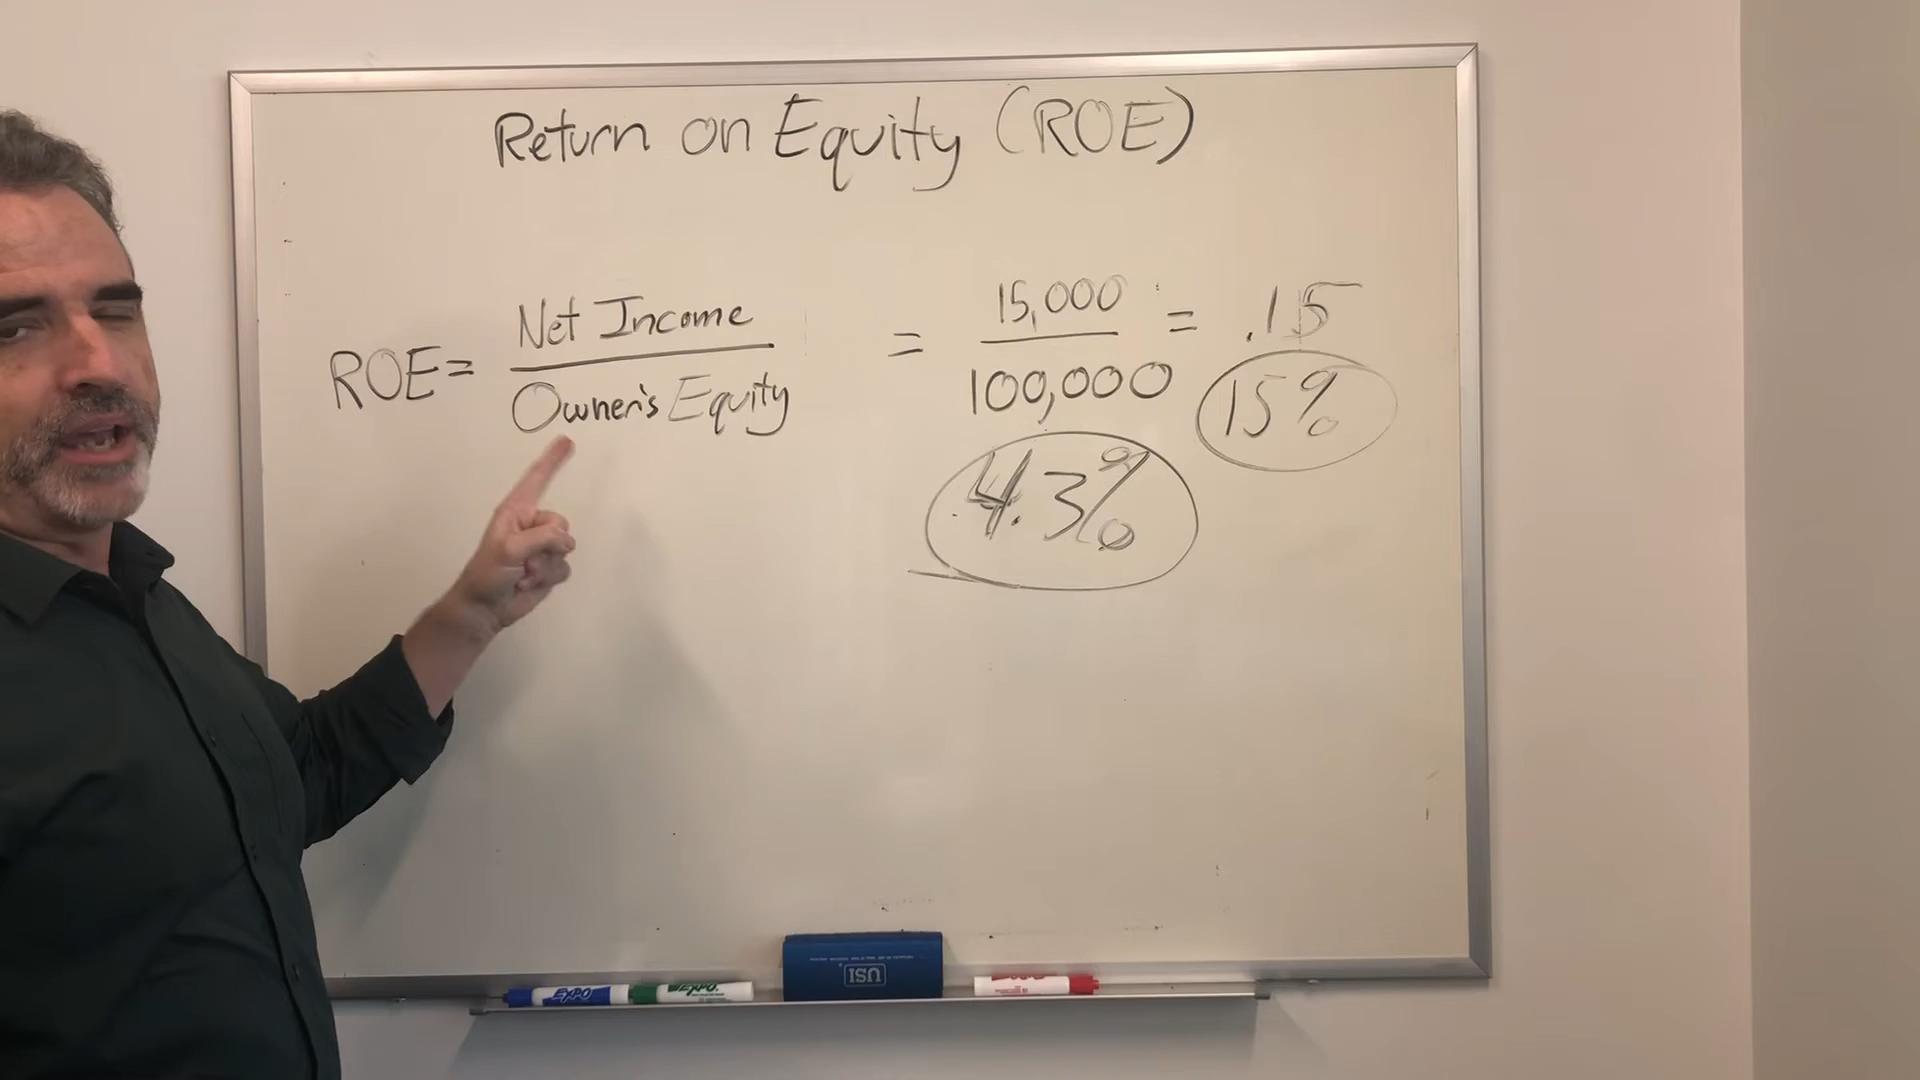 Return on Equity (ROE)
ROE = Net Income / Owner's Equity = 15,000 / 100,000 = .15
15%
4.3%
EXPO
EXPO
USI